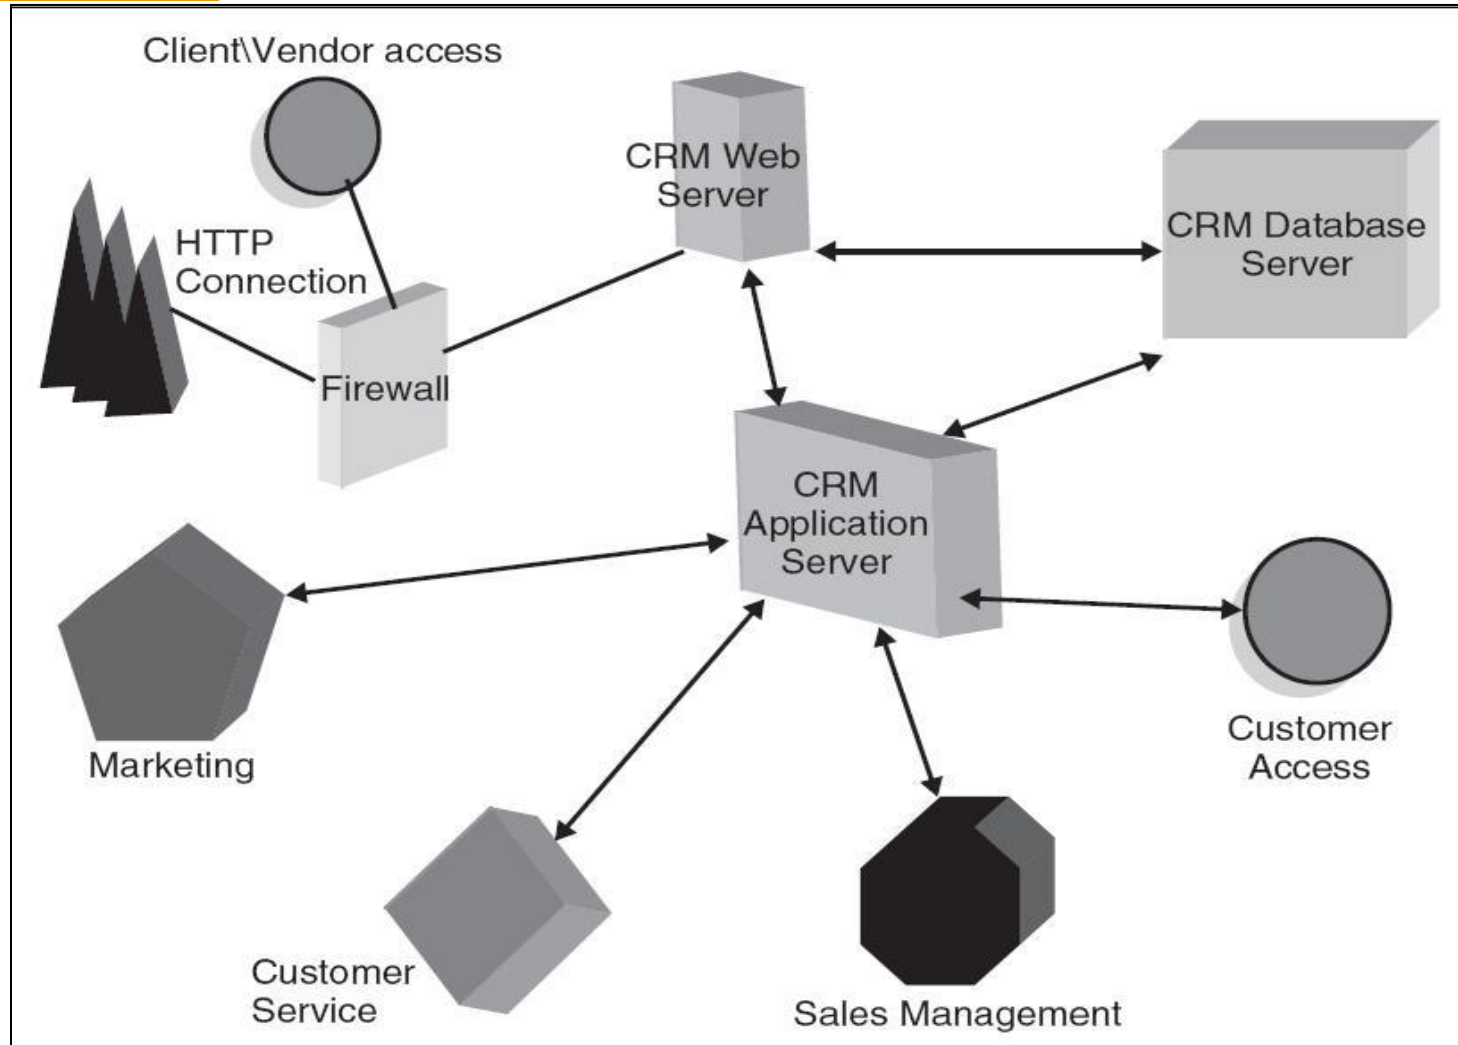 Client\Vendor access
CRM Web
Server
CRM Database
Server
HTTP
Connection
Firewall
CRM
Application
Server
Marketing
Customer
Access
Customer
Service
Sales Management